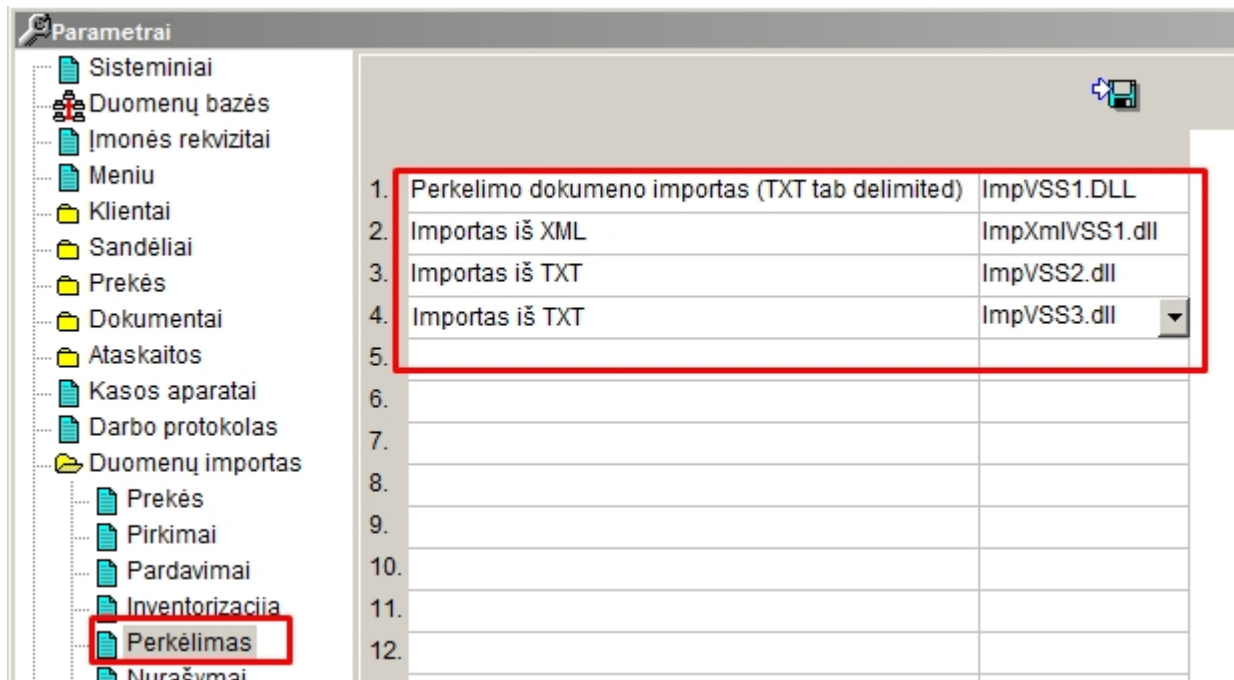 Parametrai
Sisteminiai
Duomenų bazės
Įmonės rekvizitai
Meniu
Klientai
Sandėliai
Prekės
Dokumentai
Ataskaitos
Kasos aparatai
Darbo protokolas
Duomenų importas
Prekės
Pirkimai
Pardavimai
Inventorizacija
Perkėlimas
Nurašymai
1. Perkelimo dokumeno importas (TXT tab delimited) ImpVSS1.DLL
2. Importas iš XML ImpXmlVSS1.dll
3. Importas iš TXT ImpVSS2.dll
4. Importas iš TXT ImpVSS3.dll
5.
6.
7.
8.
9.
10.
11.
12.